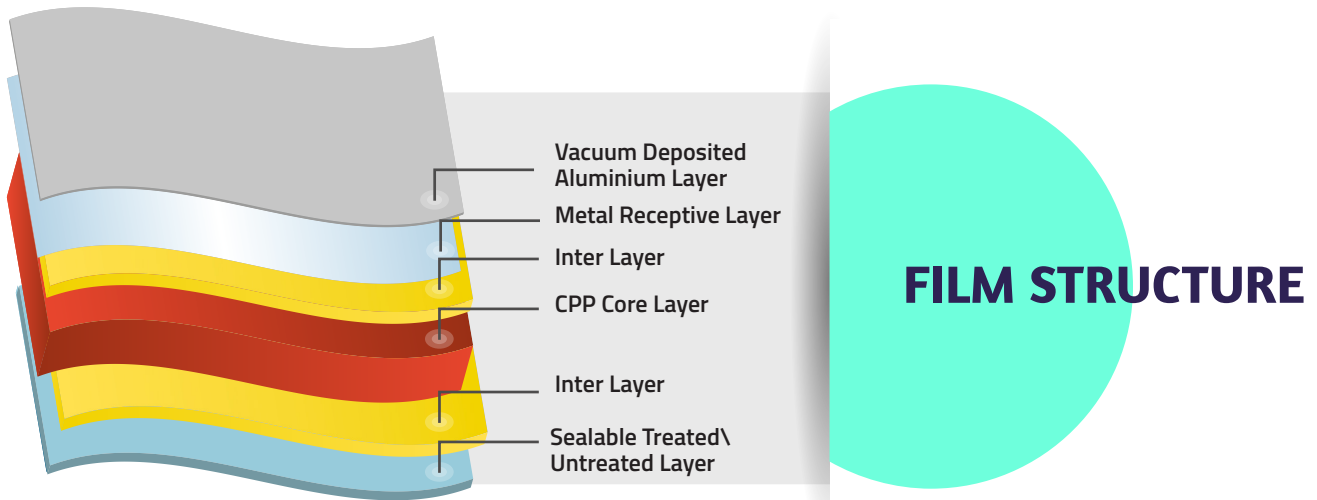 Vacuum Deposited
Aluminium Layer
Metal Receptive Layer
Inter Layer
CPP Core Layer
Inter Layer
Sealable Treated\
Untreated Layer
FILM STRUCTURE